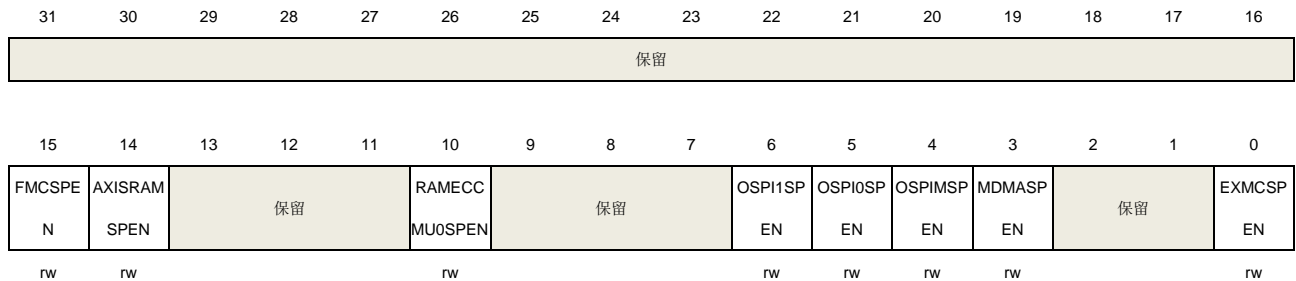 31 30 29 28 27 26 25 24 23 22 21 20 19 18 17 16
保留
15 14 13 12 11 10 9 8 7 6 5 4 3 2 1 0
FMCSPE AXISRAM 保留 RAMECC 保留 OSPI1SP OSPI0SP OSPIMSP MDMASP 保留 EXMCSP
N SPEN MU0SPEN EN EN EN EN EN
rw rw rw rw rw rw rw rw